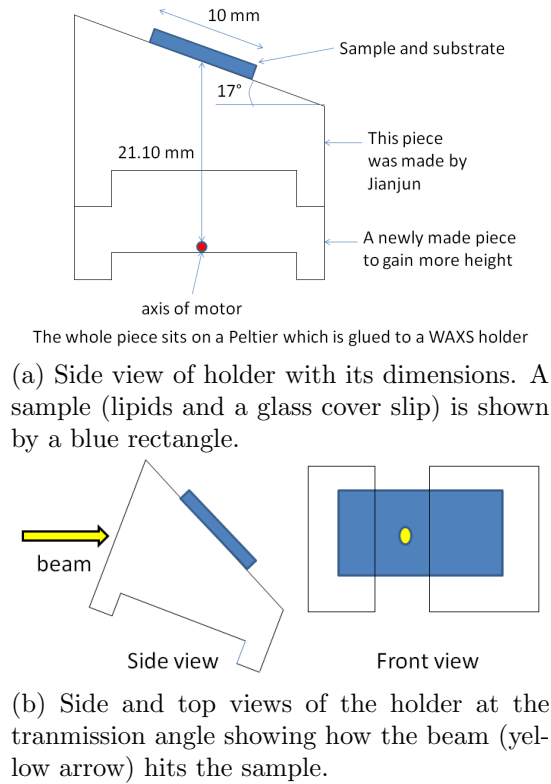 10 mm
Sample and substrate
17°
21.10 mm
This piece
was made by
Jianjun
A newly made piece
to gain more height
axis of motor
The whole piece sits on a Peltier which is glued to a WAXS holder
(a) Side view of holder with its dimensions. A
sample (lipids and a glass cover slip) is shown
by a blue rectangle.
beam
Side view
Front view
(b) Side and top views of the holder at the
tranmission angle showing how the beam (yel-
low arrow) hits the sample.